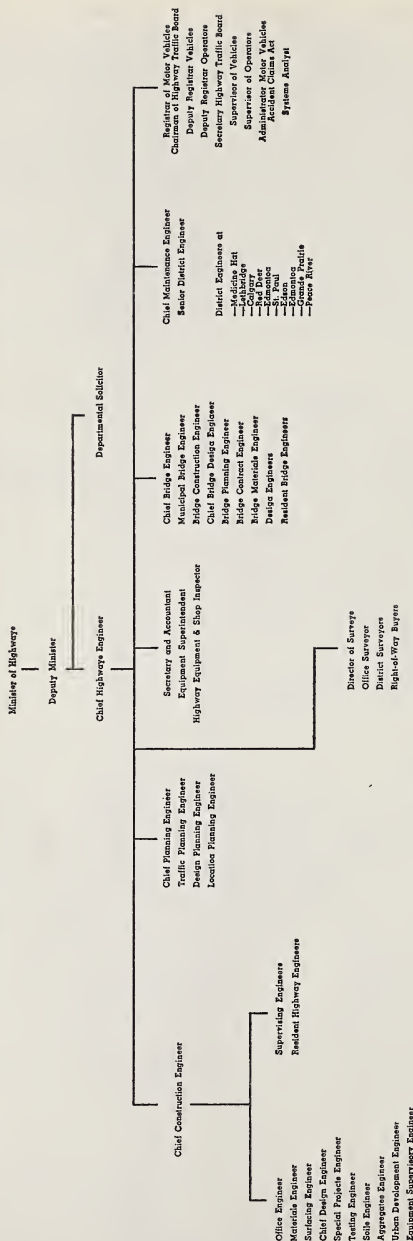 Minister of Highways
Deputy Minister
Departmental Solicitor
Chief Highways Engineer
Chief Construction Engineer
Office Engineer
Materials Engineer
Surfacing Engineer
Chief Design Engineer
Special Projects Engineer
Testing Engineer
Soils Engineer
Aggregates Engineer
Urban Development Engineer
Equipment Supervisory Engineer
Supervising Engineers
Resident Highway Engineers
Chief Planning Engineer
Traffic Planning Engineer
Design Planning Engineer
Location Planning Engineer
Director of Surveys
Office Surveyor
District Surveyors
Right-of-Way Buyers
Secretary and Accountant
Equipment Superintendent
Highway Equipment & Shop Inspector
Chief Bridge Engineer
Municipal Bridge Engineer
Bridge Construction Engineer
Chief Bridge Design Engineer
Bridge Planning Engineer
Bridge Contract Engineer
Bridge Materials Engineer
Design Engineers
Resident Bridge Engineers
Chief Maintenance Engineer
Senior District Engineer
District Engineers at
—Medicine Hat
—Lethbridge
—Calgary
—Red Deer
—Edmonton
—St. Paul
—Edson
—Edmonton
—Grande Prairie
—Peace River
Registrar of Motor Vehicles
Chairman of Highway Traffic Board
Deputy Registrar Vehicles
Deputy Registrar Operators
Secretary Highway Traffic Board
Supervisor of Vehicles
Supervisor of Operators
Administrator Motor Vehicles
Accident Claims Act
Systems Analyst